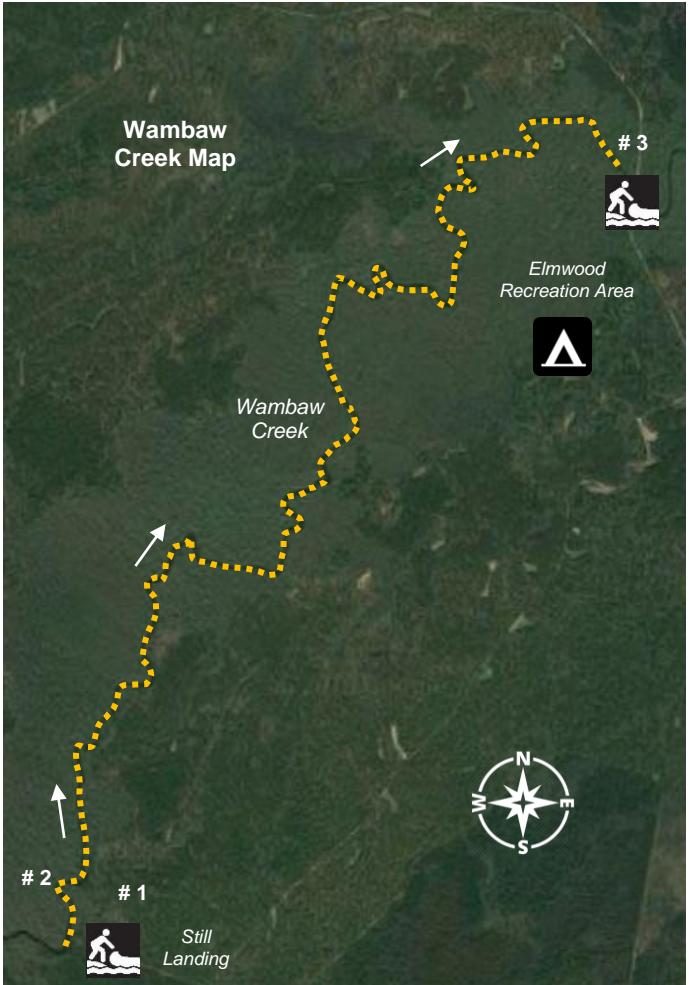 Wambaw
Creek Map
# 3
Elmwood
Recreation Area
Wambaw
Creek
N
W
E
S
# 2
# 1
Still
Landing